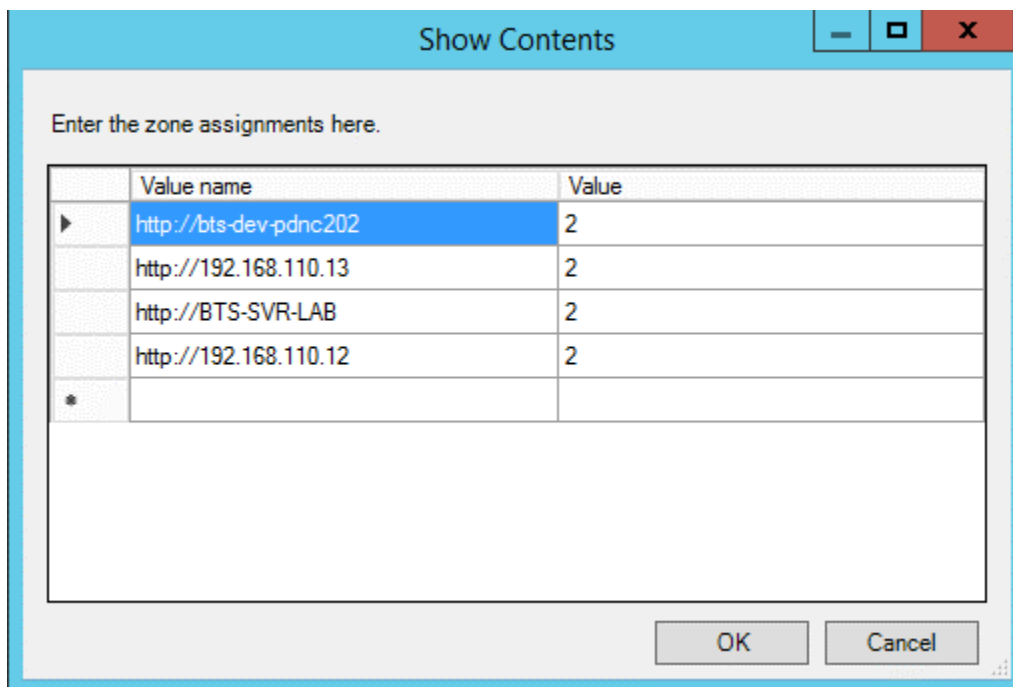 Show Contents
Enter the zone assignments here.
Value name Value
http://bts-dev-pdnc202 2
http://192.168.110.13 2
http://BTS-SVR-LAB 2
http://192.168.110.12 2
OK Cancel